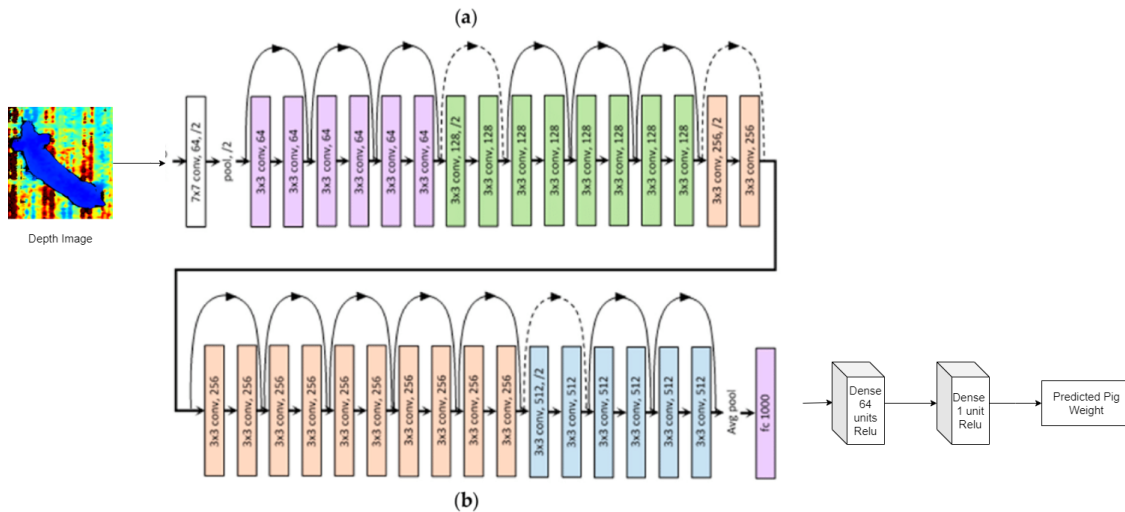 (a)
7x7 conv, 64, /2
pool, /2
3x3 conv, 64
3x3 conv, 64
3x3 conv, 64
3x3 conv, 64
3x3 conv, 64
3x3 conv, 64
3x3 conv, 128, /2
3x3 conv, 128
3x3 conv, 128
3x3 conv, 128
3x3 conv, 128
3x3 conv, 128
3x3 conv, 128
3x3 conv, 128
3x3 conv, 256, /2
3x3 conv, 256
Depth Image
3x3 conv, 256
3x3 conv, 256
3x3 conv, 256
3x3 conv, 256
3x3 conv, 256
3x3 conv, 256
3x3 conv, 256
3x3 conv, 256
3x3 conv, 256
3x3 conv, 256
3x3 conv, 512, /2
3x3 conv, 512
3x3 conv, 512
3x3 conv, 512
3x3 conv, 512
3x3 conv, 512
Avg pool
fc 1000
Dense
64
units
Relu
Dense
1 unit
Relu
Predicted Pig
Weight
(b)